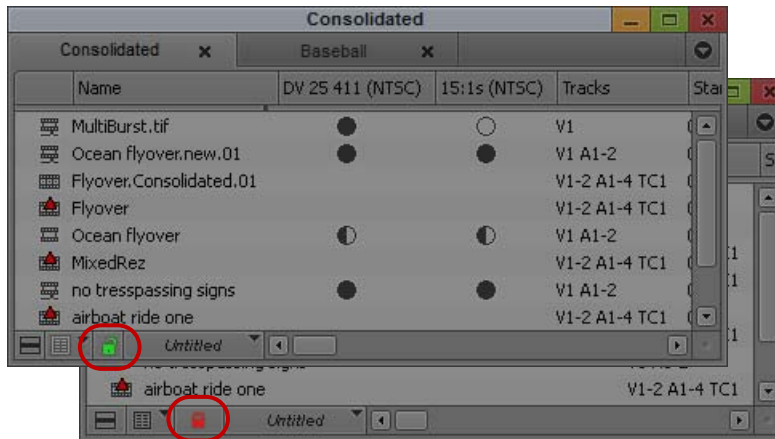 Consolidated
Consolidated Baseball
Name DV 25 411 (NTSC) 15:1s (NTSC) Tracks
MultiBurst.tif V1
Ocean flyover.new.01 V1 A1-2
Flyover.Consolidated.01 V1-2 A1-4 TC1
Flyover V1-2 A1-4 TC1
Ocean flyover V1 A1-2
MixedRez V1-2 A1-4 TC1
no tresspassing signs V1 A1-2
airboat ride one V1-2 A1-4 TC1
Untitled
airboat ride one V1-2 A1-4 TC1
Untitled